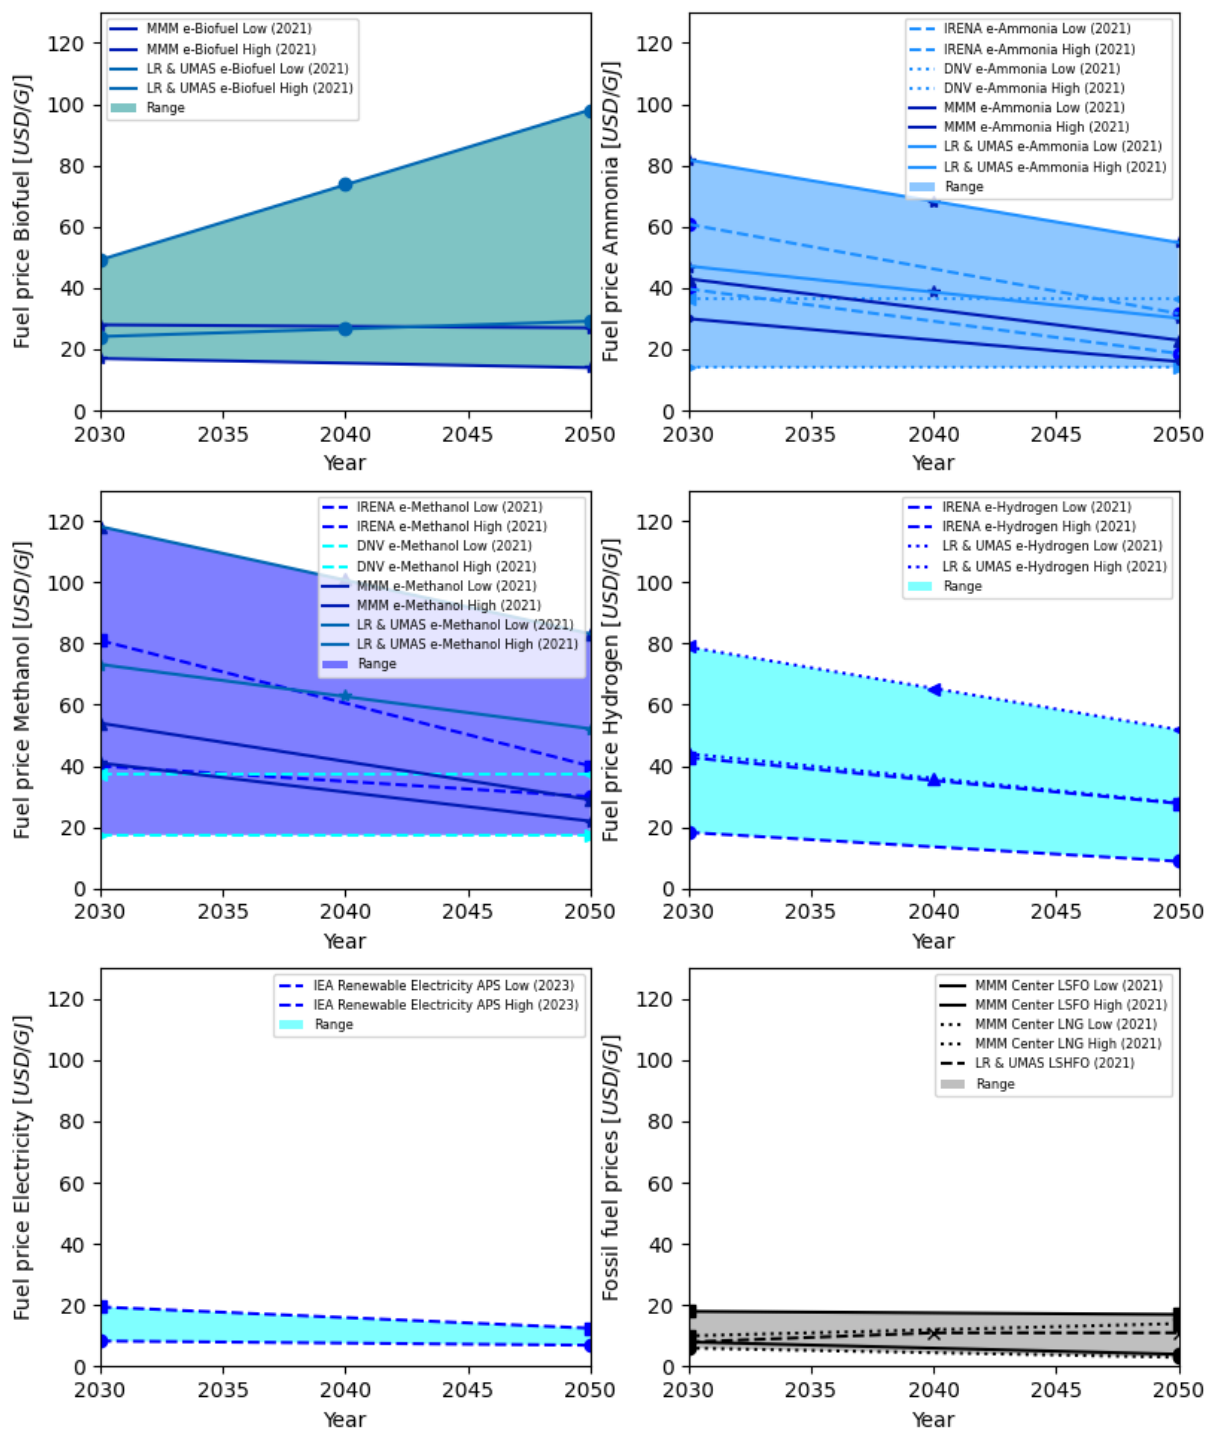 MMM e-Biofuel Low (2021)
MMM e-Biofuel High (2021)
LR & UMAS e-Biofuel Low (2021)
LR & UMAS e-Biofuel High (2021)
Range
Fuel price Biofuel [USD/GJ]
120
100
80
60
40
20
0
2030 2035 2040 2045 2050
Year
IRENA e-Ammonia Low (2021)
IRENA e-Ammonia High (2021)
DNV e-Ammonia Low (2021)
DNV e-Ammonia High (2021)
MMM e-Ammonia Low (2021)
MMM e-Ammonia High (2021)
LR & UMAS e-Ammonia Low (2021)
LR & UMAS e-Ammonia High (2021)
Range
Fuel price Ammonia [USD/GJ]
120
100
80
60
40
20
0
2030 2035 2040 2045 2050
Year
IRENA e-Methanol Low (2021)
IRENA e-Methanol High (2021)
DNV e-Methanol Low (2021)
DNV e-Methanol High (2021)
MMM e-Methanol Low (2021)
MMM e-Methanol High (2021)
LR & UMAS e-Methanol Low (2021)
LR & UMAS e-Methanol High (2021)
Range
Fuel price Methanol [USD/GJ]
120
100
80
60
40
20
0
2030 2035 2040 2045 2050
Year
IRENA e-Hydrogen Low (2021)
IRENA e-Hydrogen High (2021)
LR & UMAS e-Hydrogen Low (2021)
LR & UMAS e-Hydrogen High (2021)
Range
Fuel price Hydrogen [USD/GJ]
120
100
80
60
40
20
0
2030 2035 2040 2045 2050
Year
IEA Renewable Electricity APS Low (2023)
IEA Renewable Electricity APS High (2023)
Range
Fuel price Electricity [USD/GJ]
120
100
80
60
40
20
0
2030 2035 2040 2045 2050
Year
MMM Center LSFO Low (2021)
MMM Center LSFO High (2021)
MMM Center LNG Low (2021)
MMM Center LNG High (2021)
LR & UMAS LSHFO (2021)
Range
Fossil fuel prices [USD/GJ]
120
100
80
60
40
20
0
2030 2035 2040 2045 2050
Year